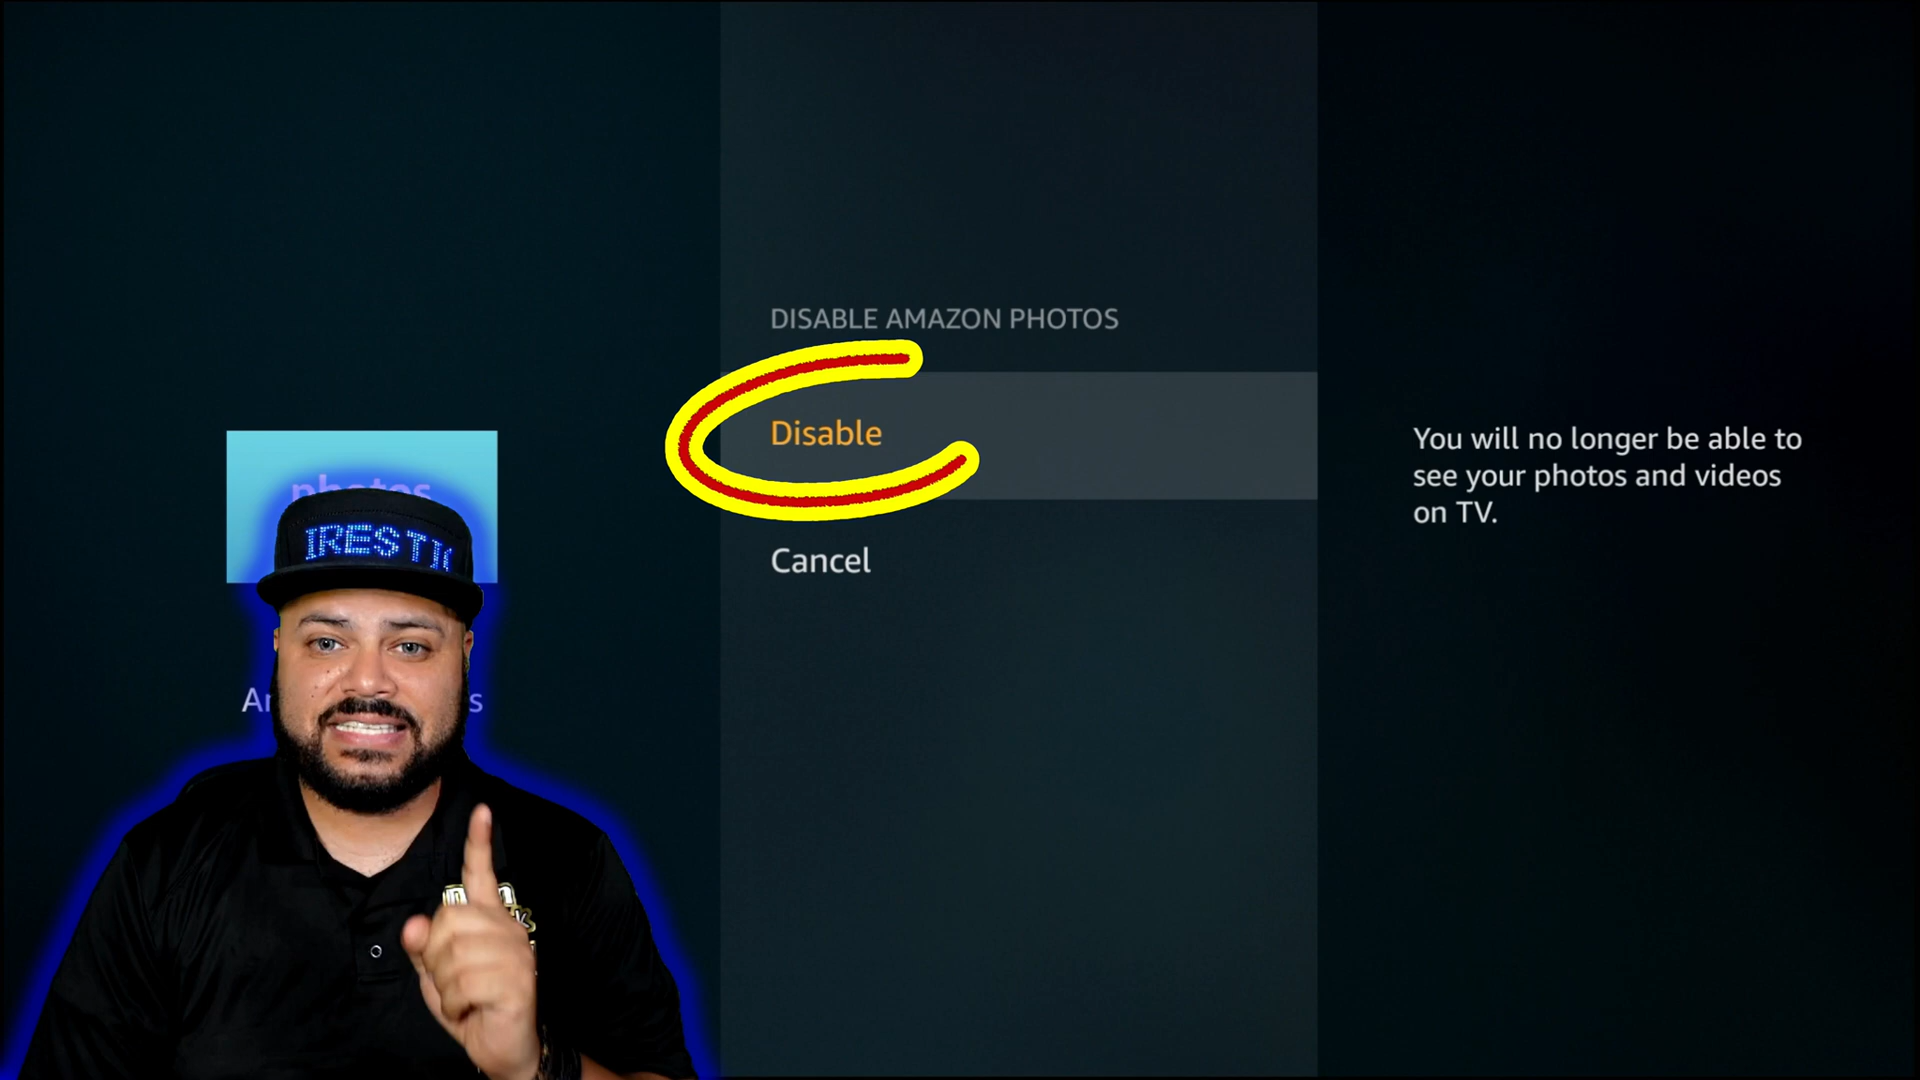 DISABLE AMAZON PHOTOS
Disable
Cancel
You will no longer be able to
see your photos and videos
on TV.
photos
IRESTI